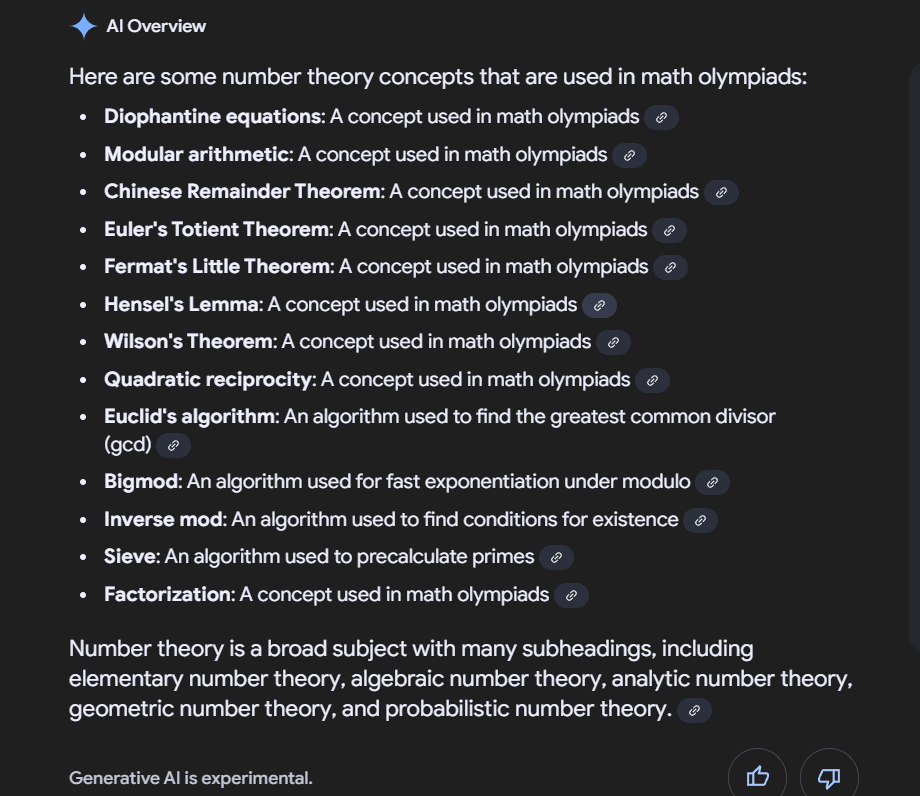 AI Overview
Here are some number theory concepts that are used in math olympiads:
• Diophantine equations: A concept used in math olympiads
• Modular arithmetic: A concept used in math olympiads
• Chinese Remainder Theorem: A concept used in math olympiads
• Euler's Totient Theorem: A concept used in math olympiads
• Fermat's Little Theorem: A concept used in math olympiads
• Hensel's Lemma: A concept used in math olympiads
• Wilson's Theorem: A concept used in math olympiads
• Quadratic reciprocity: A concept used in math olympiads
• Euclid's algorithm: An algorithm used to find the greatest common divisor
(gcd)
• Bigmod: An algorithm used for fast exponentiation under modulo
• Inverse mod: An algorithm used to find conditions for existence
• Sieve: An algorithm used to precalculate primes
• Factorization: A concept used in math olympiads
Number theory is a broad subject with many subheadings, including
elementary number theory, algebraic number theory, analytic number theory,
geometric number theory, and probabilistic number theory.
Generative AI is experimental.